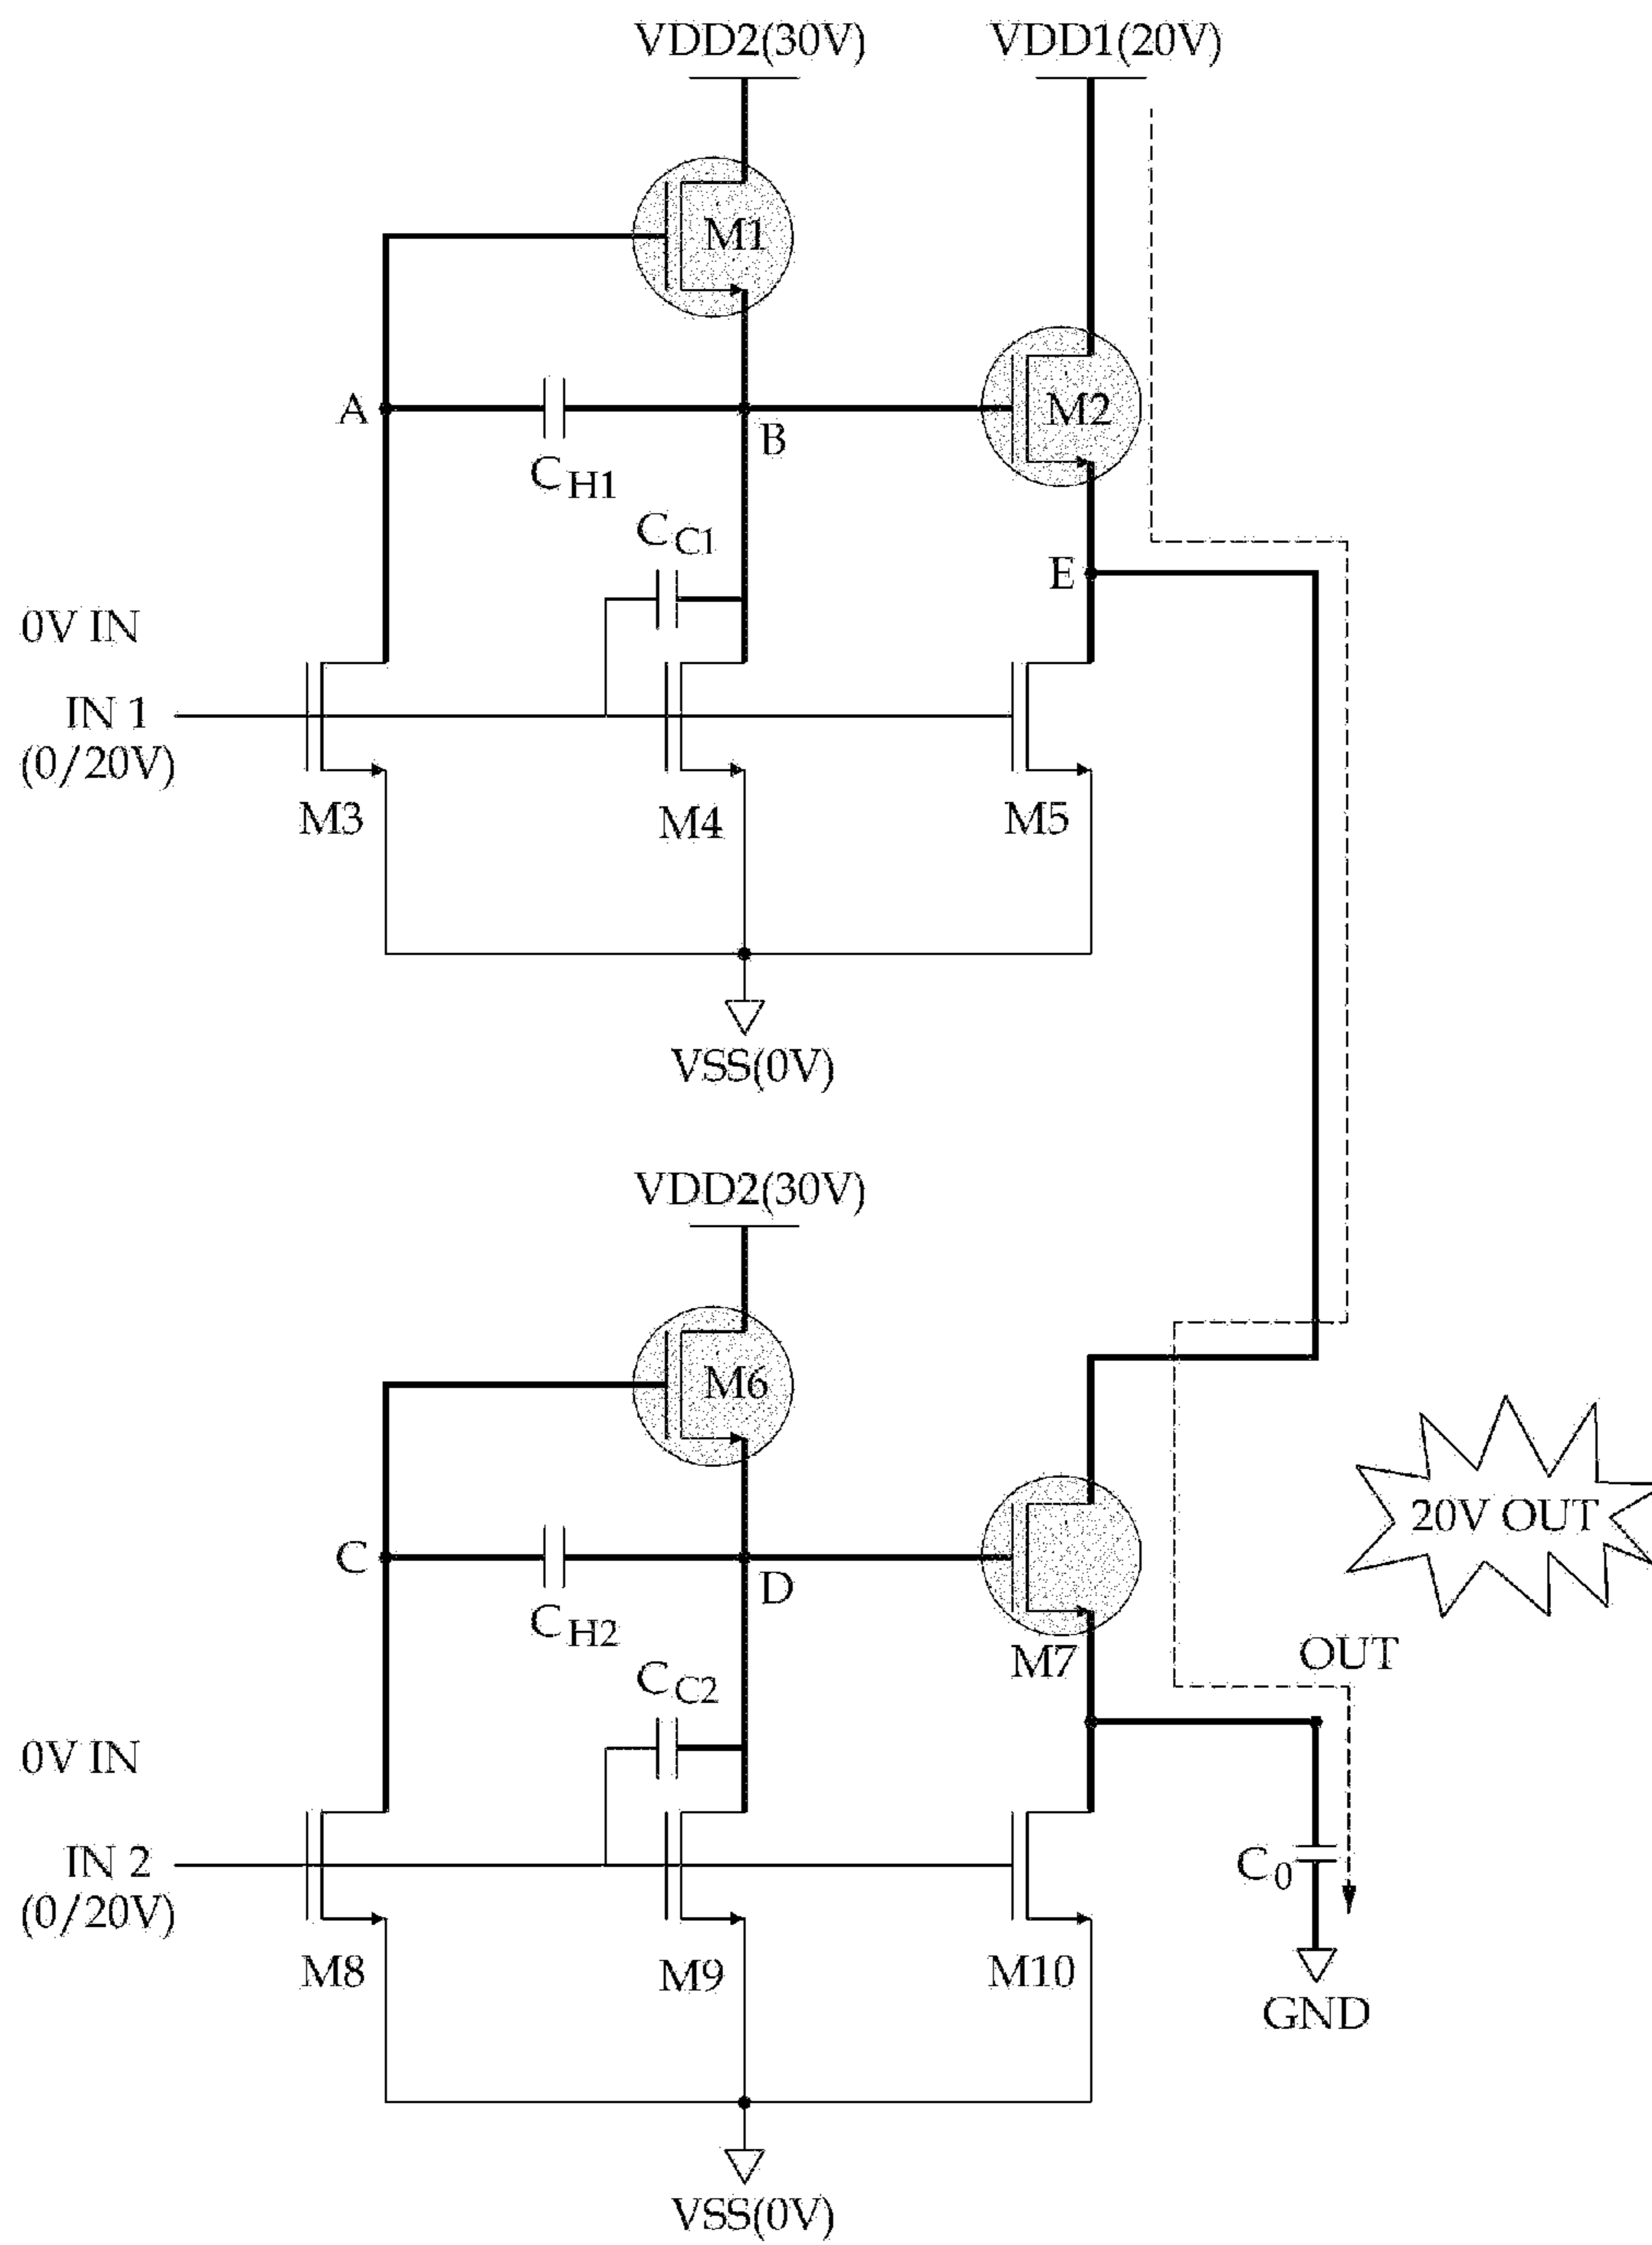 VDD2(30V) VDD1(20V)
M1
M2
A
B
CH1
CC1
E
0V IN
IN 1
(0/20V)
M3
M4
M5
VSS(0V)
VDD2(30V)
M6
20V OUT
C
D
CH2
M7
OUT
CC2
0V IN
IN 2
(0/20V)
C0
M8
M9
M10
GND
VSS(0V)